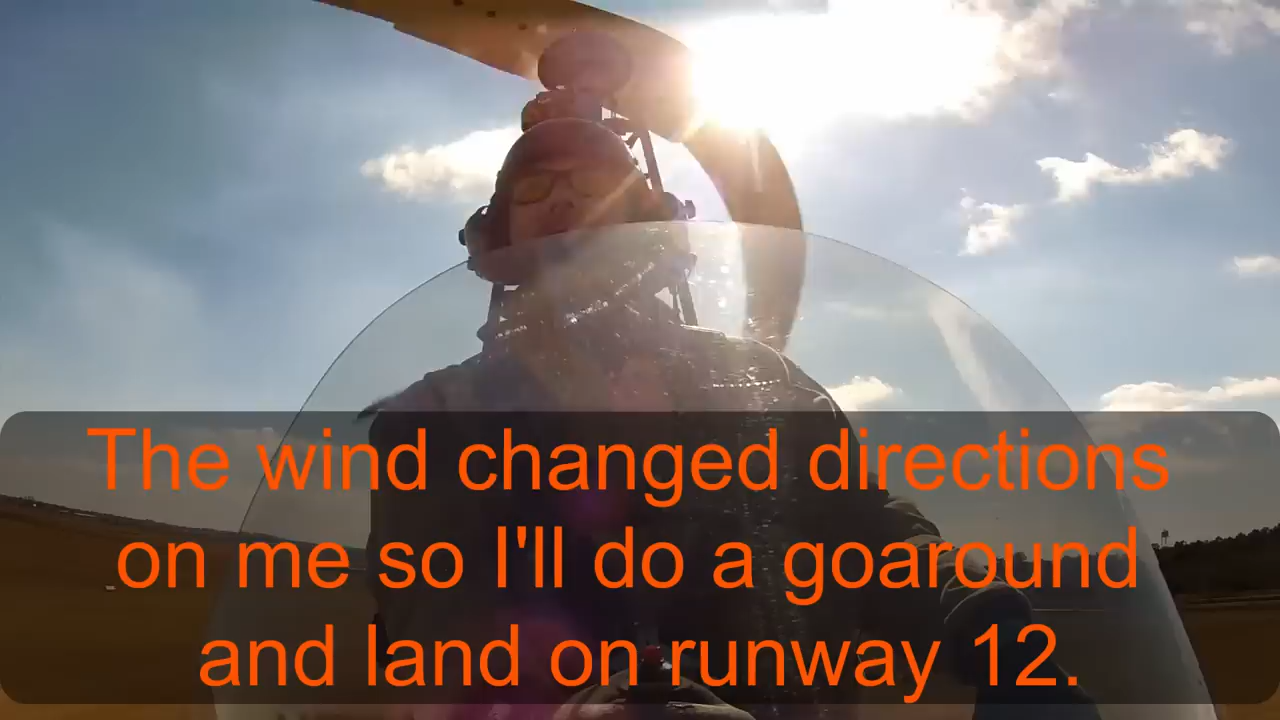 The wind changed directions
on me so I'll do a goaround
and land on runway 12.